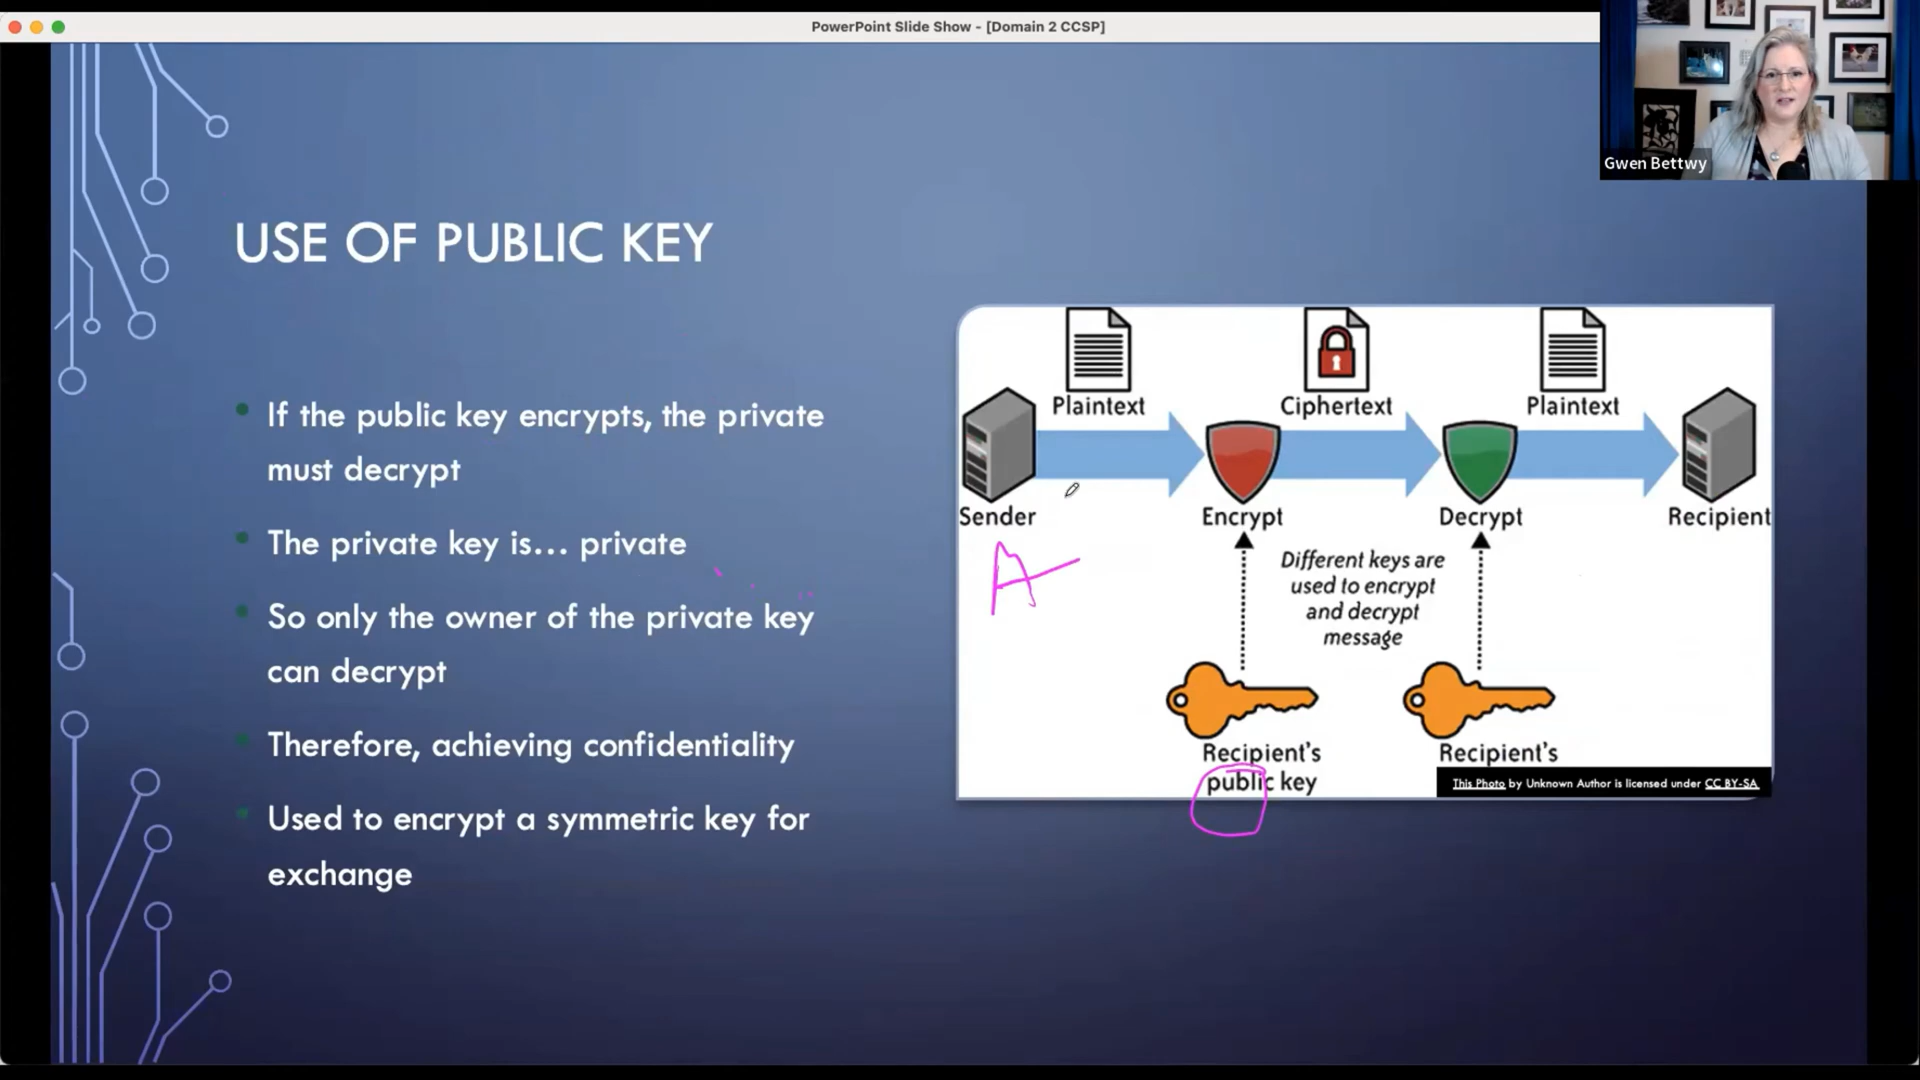 PowerPoint Slide Show - [Domain 2 CCSP]
Gwen Bettwy
USE OF PUBLIC KEY
If the public key encrypts, the private
must decrypt
The private key is... private
So only the owner of the private key
can decrypt
Therefore, achieving confidentiality
Used to encrypt a symmetric key for
exchange
Plaintext
Ciphertext
Plaintext
Sender
Encrypt
Decrypt
Recipient
A
Different keys are
used to encrypt
and decrypt
message
Recipient's
public key
Recipient's
This Photo by Unknown Author is licensed under CC BY-SA